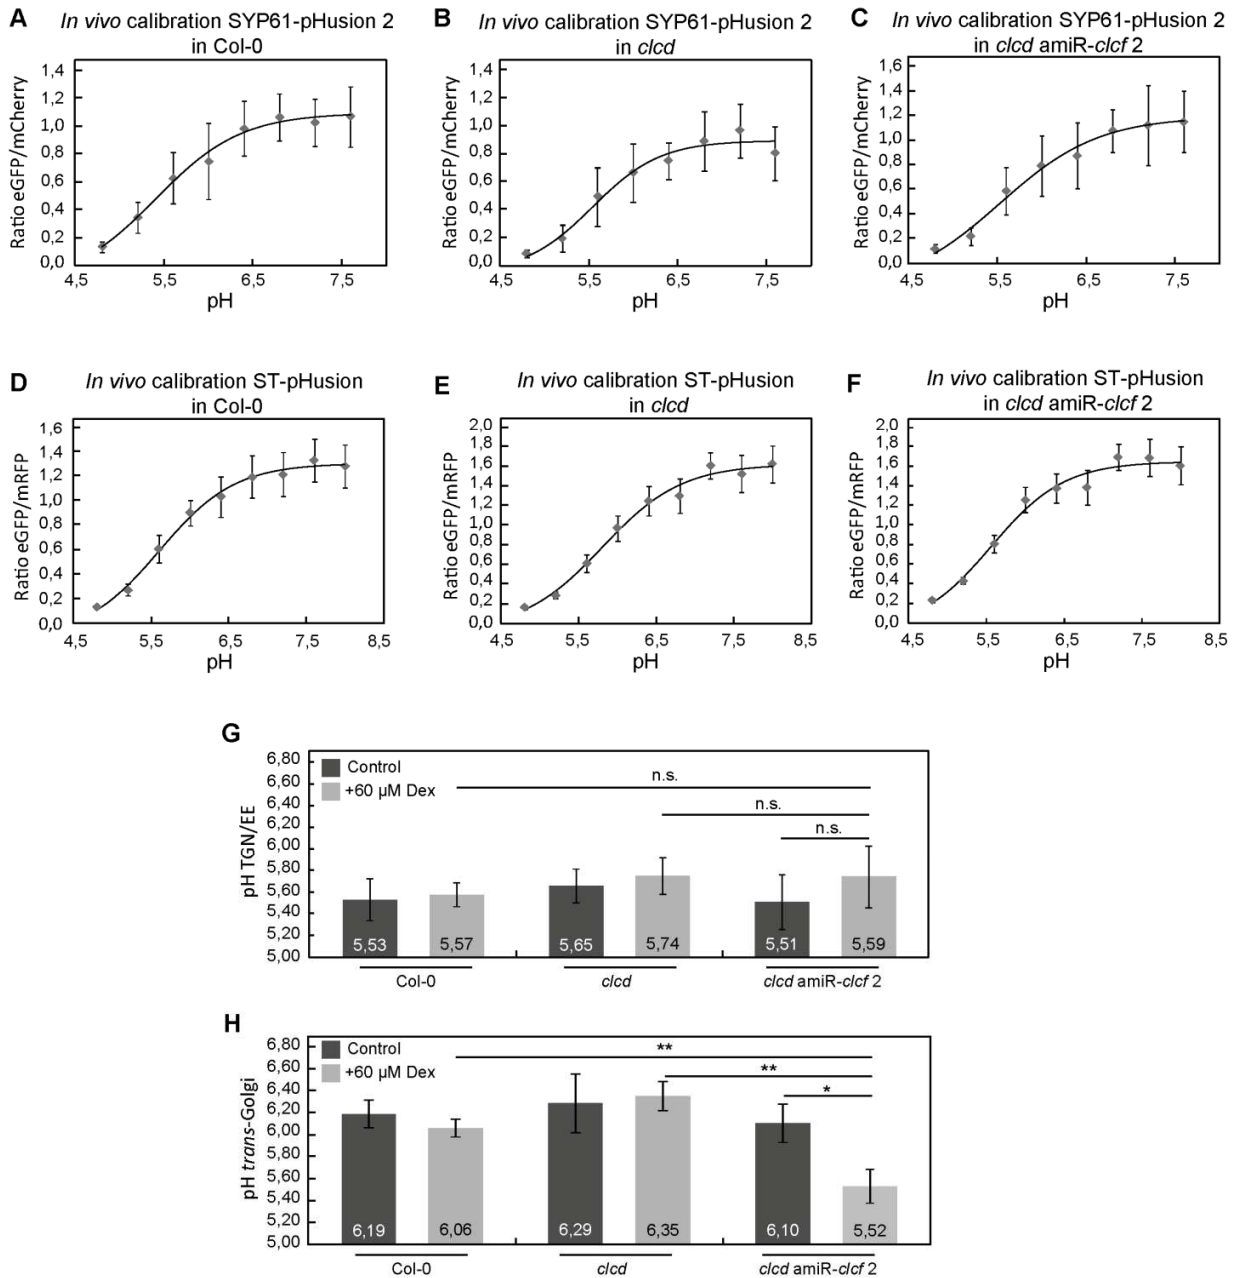 A
In vivo calibration SYP61-pHusion 2
in Col-0
Ratio eGFP/mCherry
1,4
1,2
1,0
0,8
0,6
0,4
0,2
0,0
4,5 5,5 6,5 7,5
pH
B
In vivo calibration SYP61-pHusion 2
in clcd
Ratio eGFP/mCherry
1,4
1,2
1,0
0,8
0,6
0,4
0,2
0,0
4,5 5,5 6,5 7,5
pH
C
In vivo calibration SYP61-pHusion 2
in clcd amiR-clcf 2
Ratio eGFP/mCherry
1,6
1,4
1,2
1,0
0,8
0,6
0,4
0,2
0,0
4,5 5,5 6,5 7,5
pH
D
In vivo calibration ST-pHusion
in Col-0
Ratio eGFP/mRFP
1,6
1,4
1,2
1,0
0,8
0,6
0,4
0,2
0,0
4,5 5,5 6,5 7,5 8,5
pH
E
In vivo calibration ST-pHusion
in clcd
Ratio eGFP/mRFP
2,0
1,8
1,6
1,4
1,2
1,0
0,8
0,6
0,4
0,2
0,0
4,5 5,5 6,5 7,5 8,5
pH
F
In vivo calibration ST-pHusion
in clcd amiR-clcf 2
Ratio eGFP/mRFP
2,0
1,8
1,6
1,4
1,2
1,0
0,8
0,6
0,4
0,2
0,0
4,5 5,5 6,5 7,5 8,5
pH
G
pH TGN/EE
6,80
6,60
6,40
6,20
6,00
5,80
5,60
5,40
5,20
5,00
Control
+60 µM Dex
n.s.
n.s.
n.s.
5,53 5,57 5,65 5,74 5,51 5,59
Col-0 clcd clcd amiR-clcf 2
H
pH trans-Golgi
6,80
6,60
6,40
6,20
6,00
5,80
5,60
5,40
5,20
5,00
Control
+60 µM Dex
**
**
*
6,19 6,06 6,29 6,35 6,10 5,52
Col-0 clcd clcd amiR-clcf 2